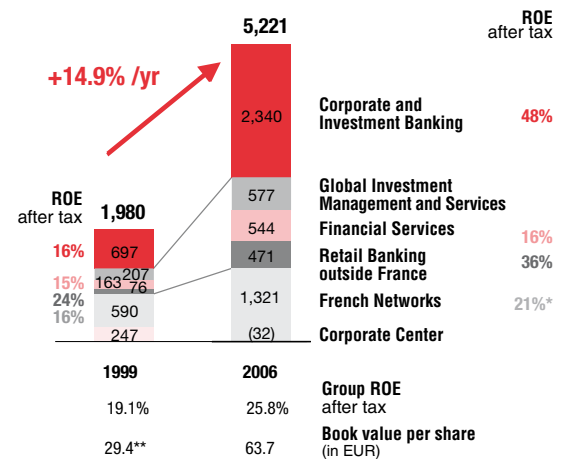 ROE
after tax
5,221
+14.9% /yr
2,340
Corporate and
Investment Banking
48%
Global Investment
Management and Services
577
ROE
after tax
1,980
544
Financial Services
16%
16%
697
471
Retail Banking
outside France
36%
207
15%
163
76
24%
16%
590
1,321
French Networks
21%*
247
(32)
Corporate Center
1999
2006
Group ROE
after tax
19.1%
25.8%
Book value per share
(in EUR)
29.4**
63.7